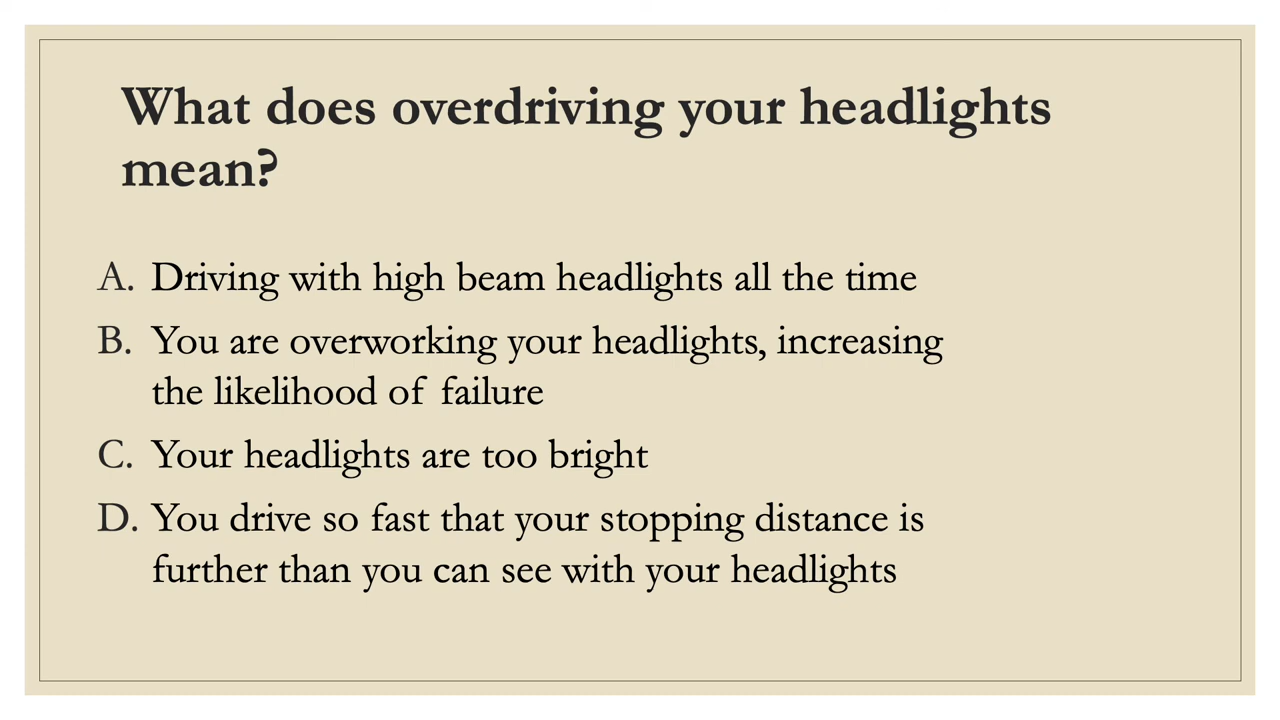 What does overdriving your headlights
mean?
A. Driving with high beam headlights all the time
B. You are overworking your headlights, increasing
the likelihood of failure
C. Your headlights are too bright
D. You drive so fast that your stopping distance is
further than you can see with your headlights